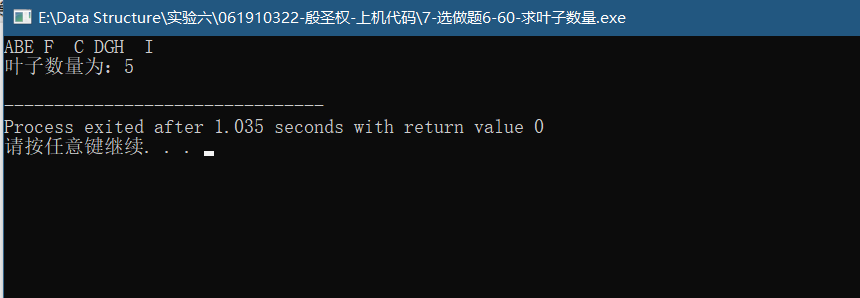 E:\Data Structure\实验六\061910322-殷圣权-上机代码\7-选做题6-60-求叶子数量.exe
ABE F  C DGH  I
叶子数量为：5
--------------------------------
Process exited after 1.035 seconds with return value 0
请按任意键继续. . .